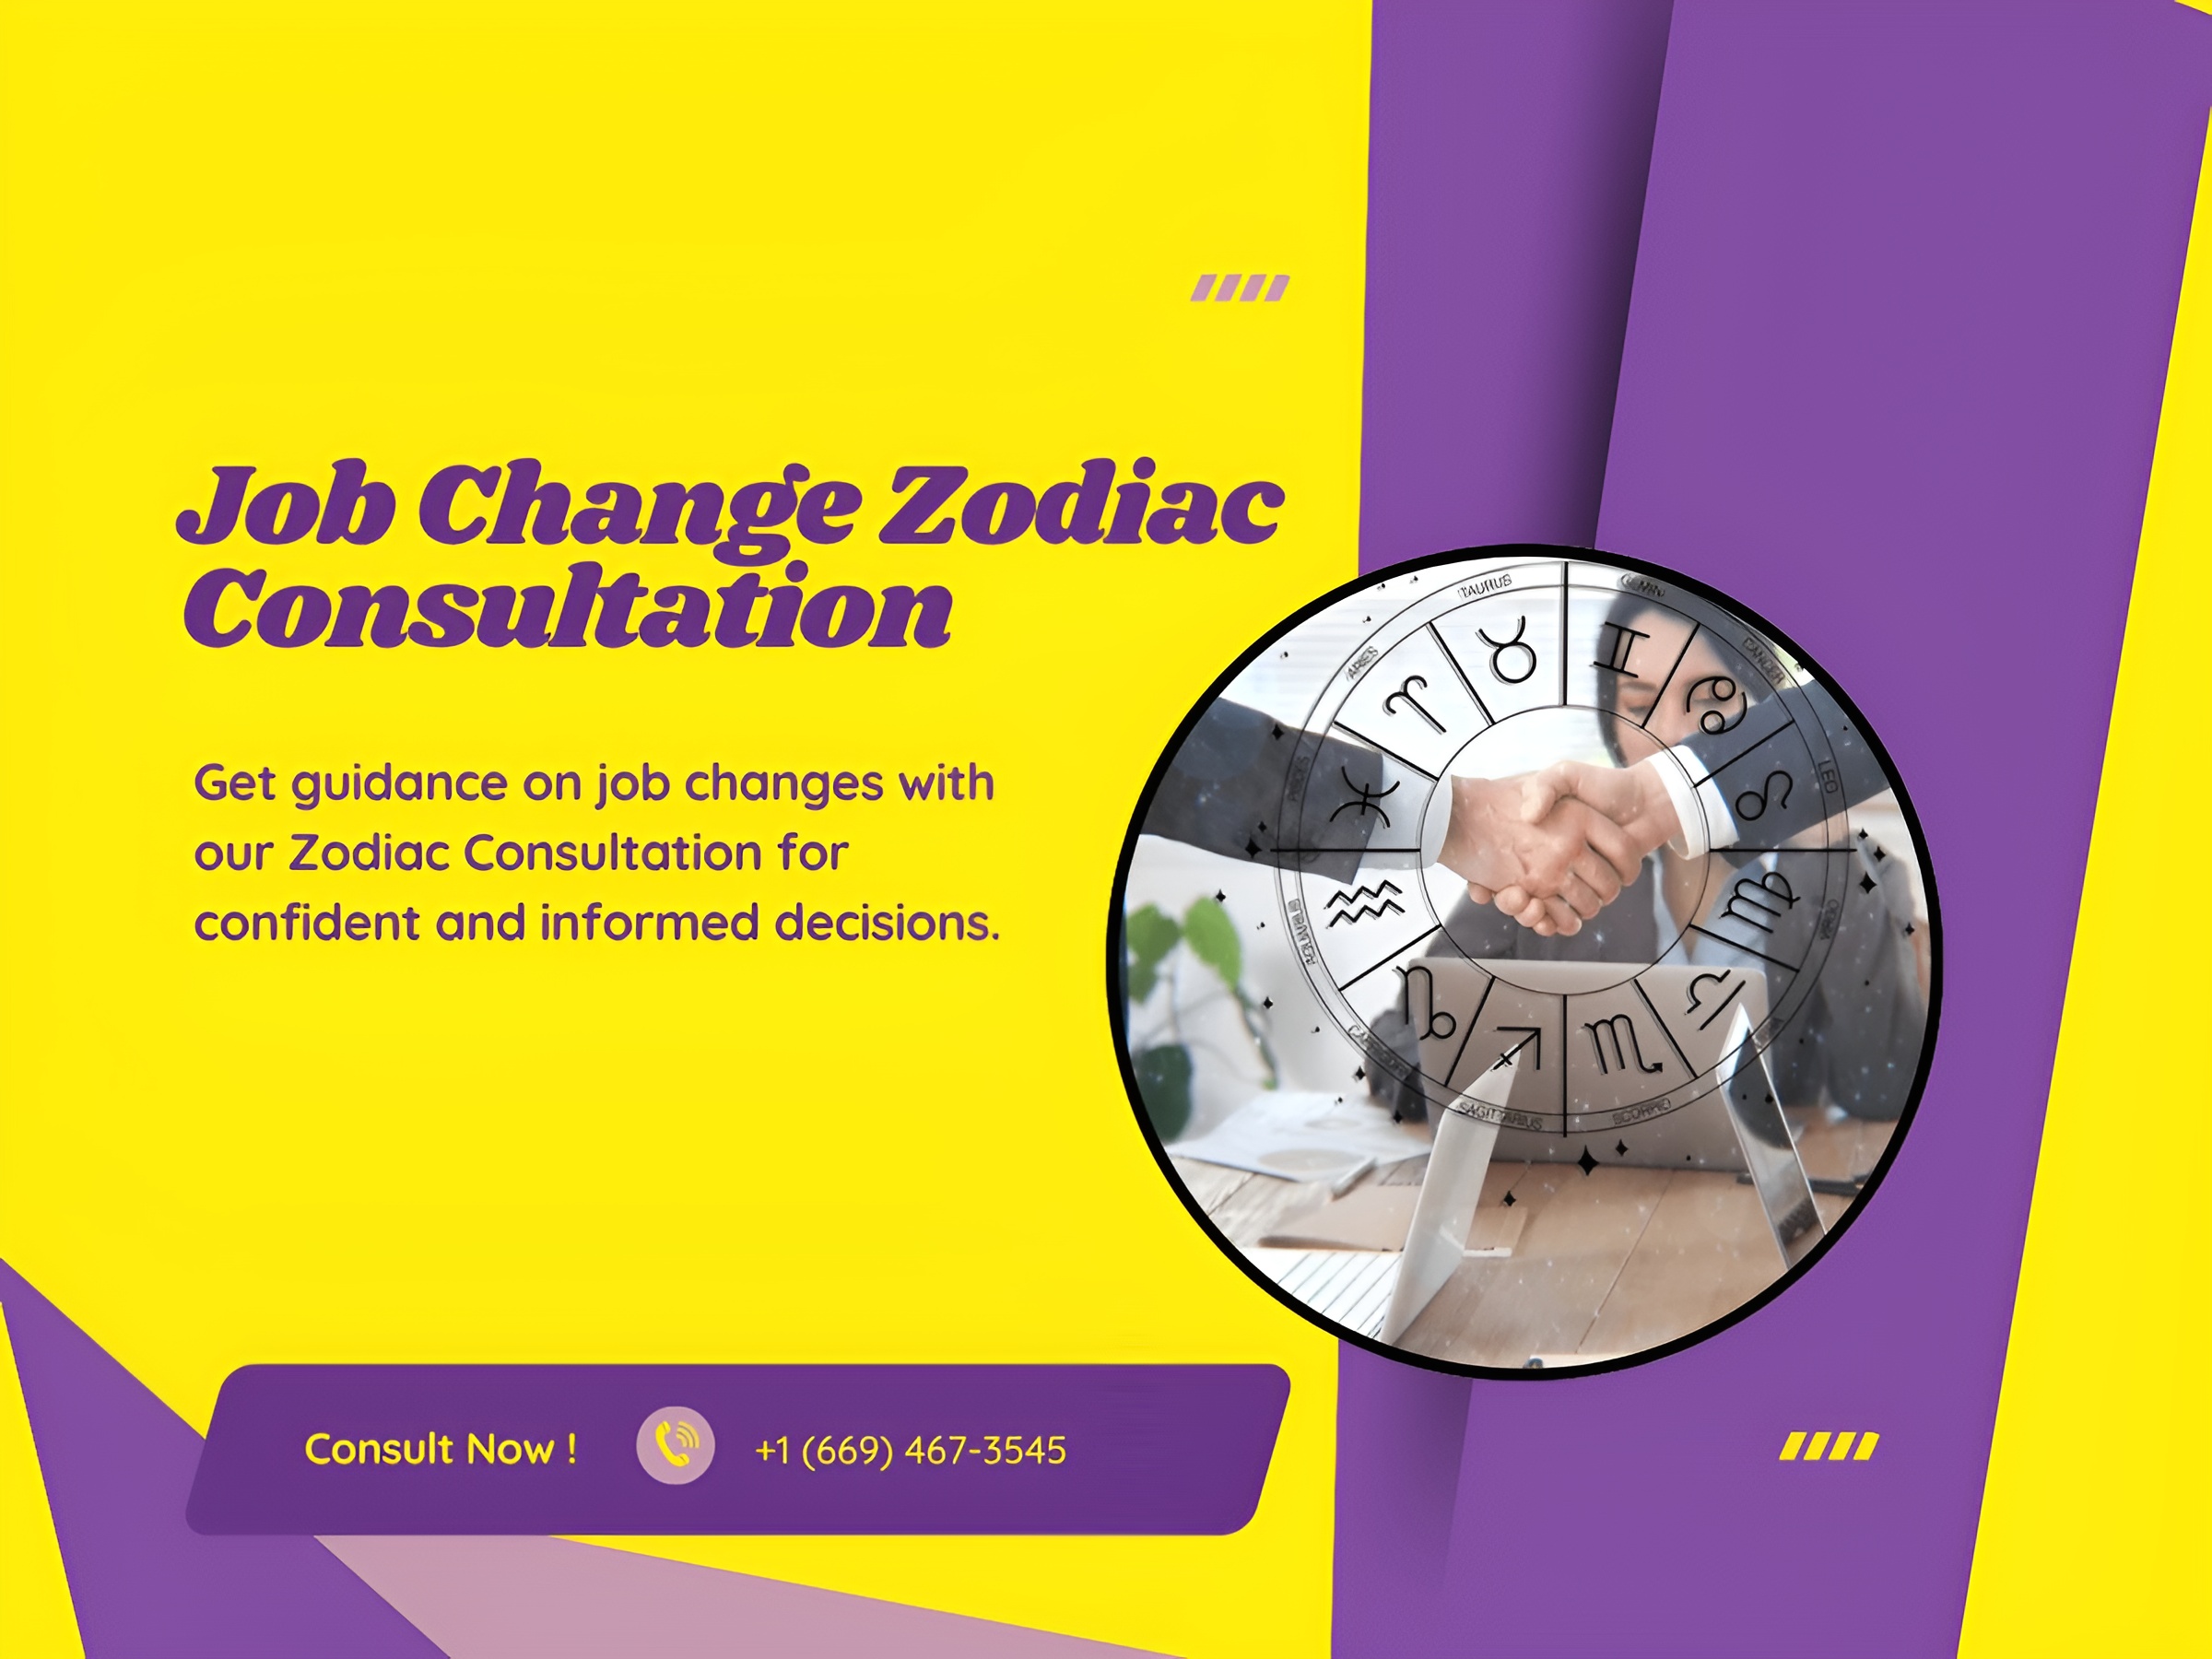 Job Change Zodiac
Consultation
Get guidance on job changes with
our Zodiac Consultation for
confident and informed decisions.
TAURUS
LEO
SAGITTARIUS
SCORPIO
Consult Now !
+1 (669) 467-3545